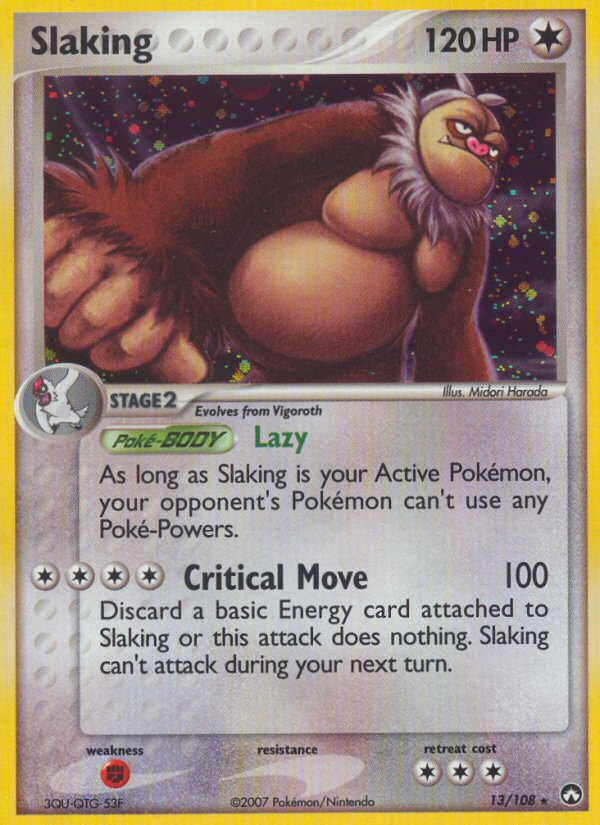 Slaking 120 HP
Illus. Midori Harada
STAGE 2 Evolves from Vigoroth
Poké-BODY Lazy
As long as Slaking is your Active Pokémon,
your opponent's Pokémon can't use any
Poké-Powers.
Critical Move 100
Discard a basic Energy card attached to
Slaking or this attack does nothing. Slaking
can't attack during your next turn.
weakness resistance retreat cost
3QU-QTG-53F ©2007 Pokémon/Nintendo 13/108 ★